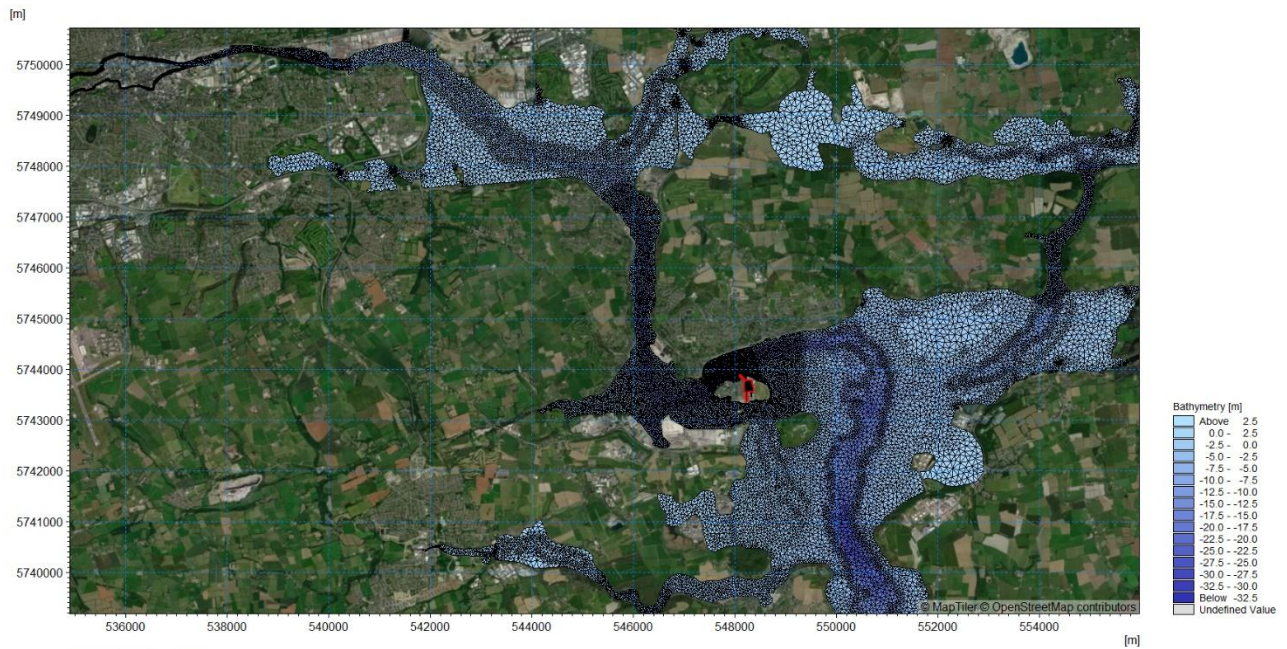 [m]
5750000
5749000
5748000
5747000
5746000
5745000
5744000
5743000
5742000
5741000
5740000
536000 538000 540000 542000 544000 546000 548000 550000 552000 554000
[m]
© MapTiler © OpenStreetMap contributors
Bathymetry [m]
Above 2.5
0.0 - 2.5
-2.5 - 0.0
-5.0 - -2.5
-7.5 - -5.0
-10.0 - -7.5
-12.5 - -10.0
-15.0 - -12.5
-17.5 - -15.0
-20.0 - -17.5
-22.5 - -20.0
-25.0 - -22.5
-27.5 - -25.0
-30.0 - -27.5
-32.5 - -30.0
Below -32.5
Undefined Value